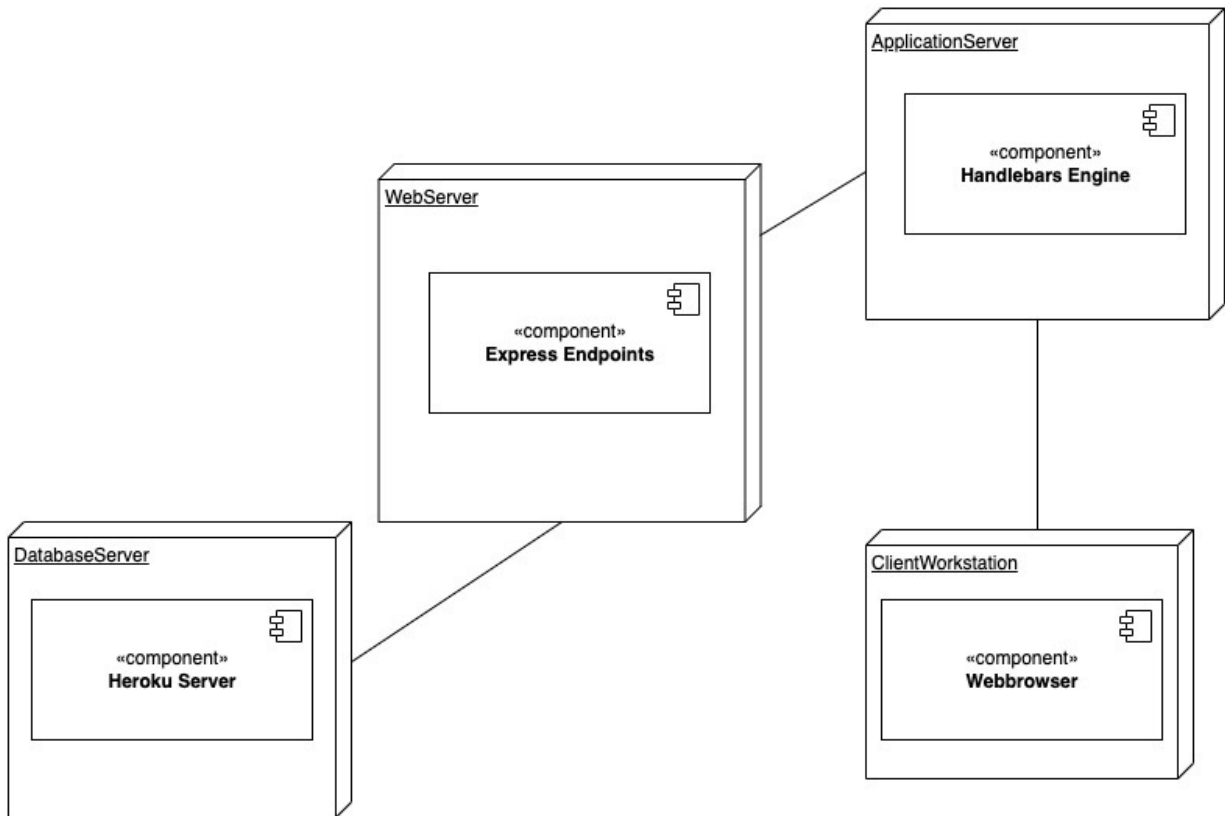 ApplicationServer
«component»
Handlebars Engine
WebServer
«component»
Express Endpoints
DatabaseServer
«component»
Heroku Server
ClientWorkstation
«component»
Webbrowser